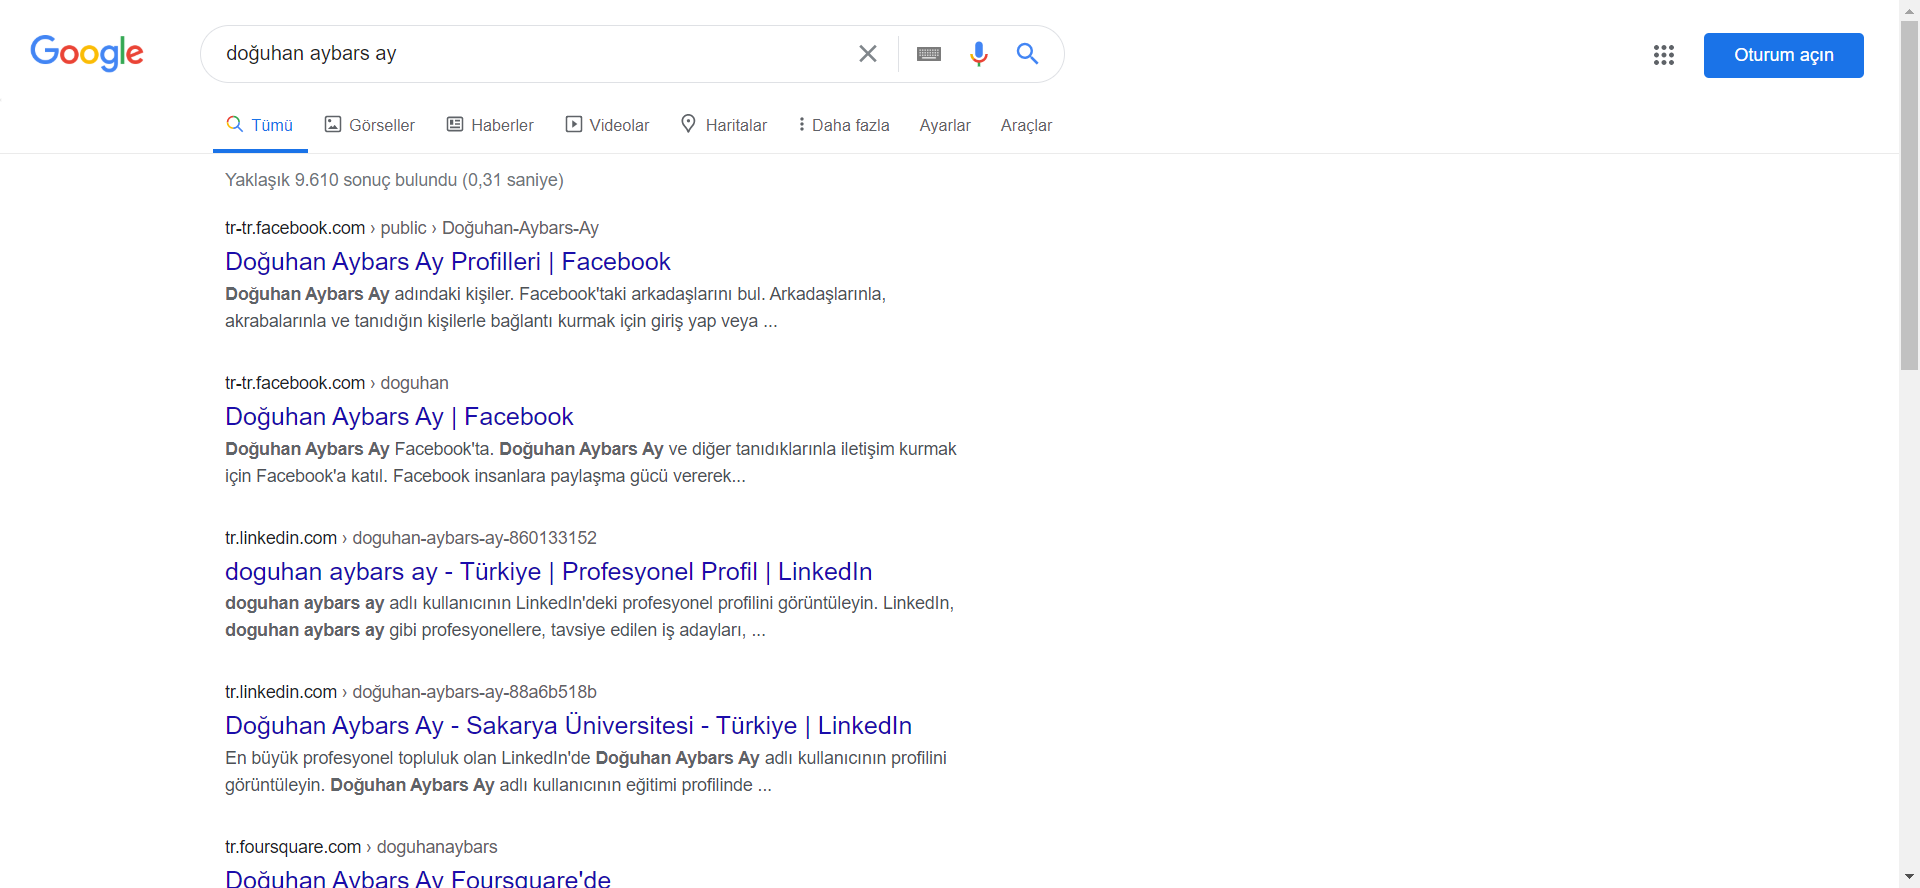 Google
doğuhan aybars ay
Oturum açın
Tümü Görseller Haberler Videolar Haritalar Daha fazla Ayarlar Araçlar
Yaklaşık 9.610 sonuç bulundu (0,31 saniye)
tr-tr.facebook.com › public › Doğuhan-Aybars-Ay
Doğuhan Aybars Ay Profilleri | Facebook
Doğuhan Aybars Ay adındaki kişiler. Facebook'taki arkadaşlarını bul. Arkadaşlarınla,
akrabalarınla ve tanıdığın kişilerle bağlantı kurmak için giriş yap veya ...
tr-tr.facebook.com › doguhan
Doğuhan Aybars Ay | Facebook
Doğuhan Aybars Ay Facebook'ta. Doğuhan Aybars Ay ve diğer tanıdıklarınla iletişim kurmak
için Facebook'a katıl. Facebook insanlara paylaşma gücü vererek...
tr.linkedin.com › doguhan-aybars-ay-860133152
doguhan aybars ay - Türkiye | Profesyonel Profil | LinkedIn
doguhan aybars ay adlı kullanıcının LinkedIn'deki profesyonel profilini görüntüleyin. LinkedIn,
doguhan aybars ay gibi profesyonellere, tavsiye edilen iş adayları, ...
tr.linkedin.com › doğuhan-aybars-ay-88a6b518b
Doğuhan Aybars Ay - Sakarya Üniversitesi - Türkiye | LinkedIn
En büyük profesyonel topluluk olan LinkedIn'de Doğuhan Aybars Ay adlı kullanıcının profilini
görüntüleyin. Doğuhan Aybars Ay adlı kullanıcının eğitimi profilinde ...
tr.foursquare.com › doguhanaybars
Doğuhan Aybars Ay Foursquare'de